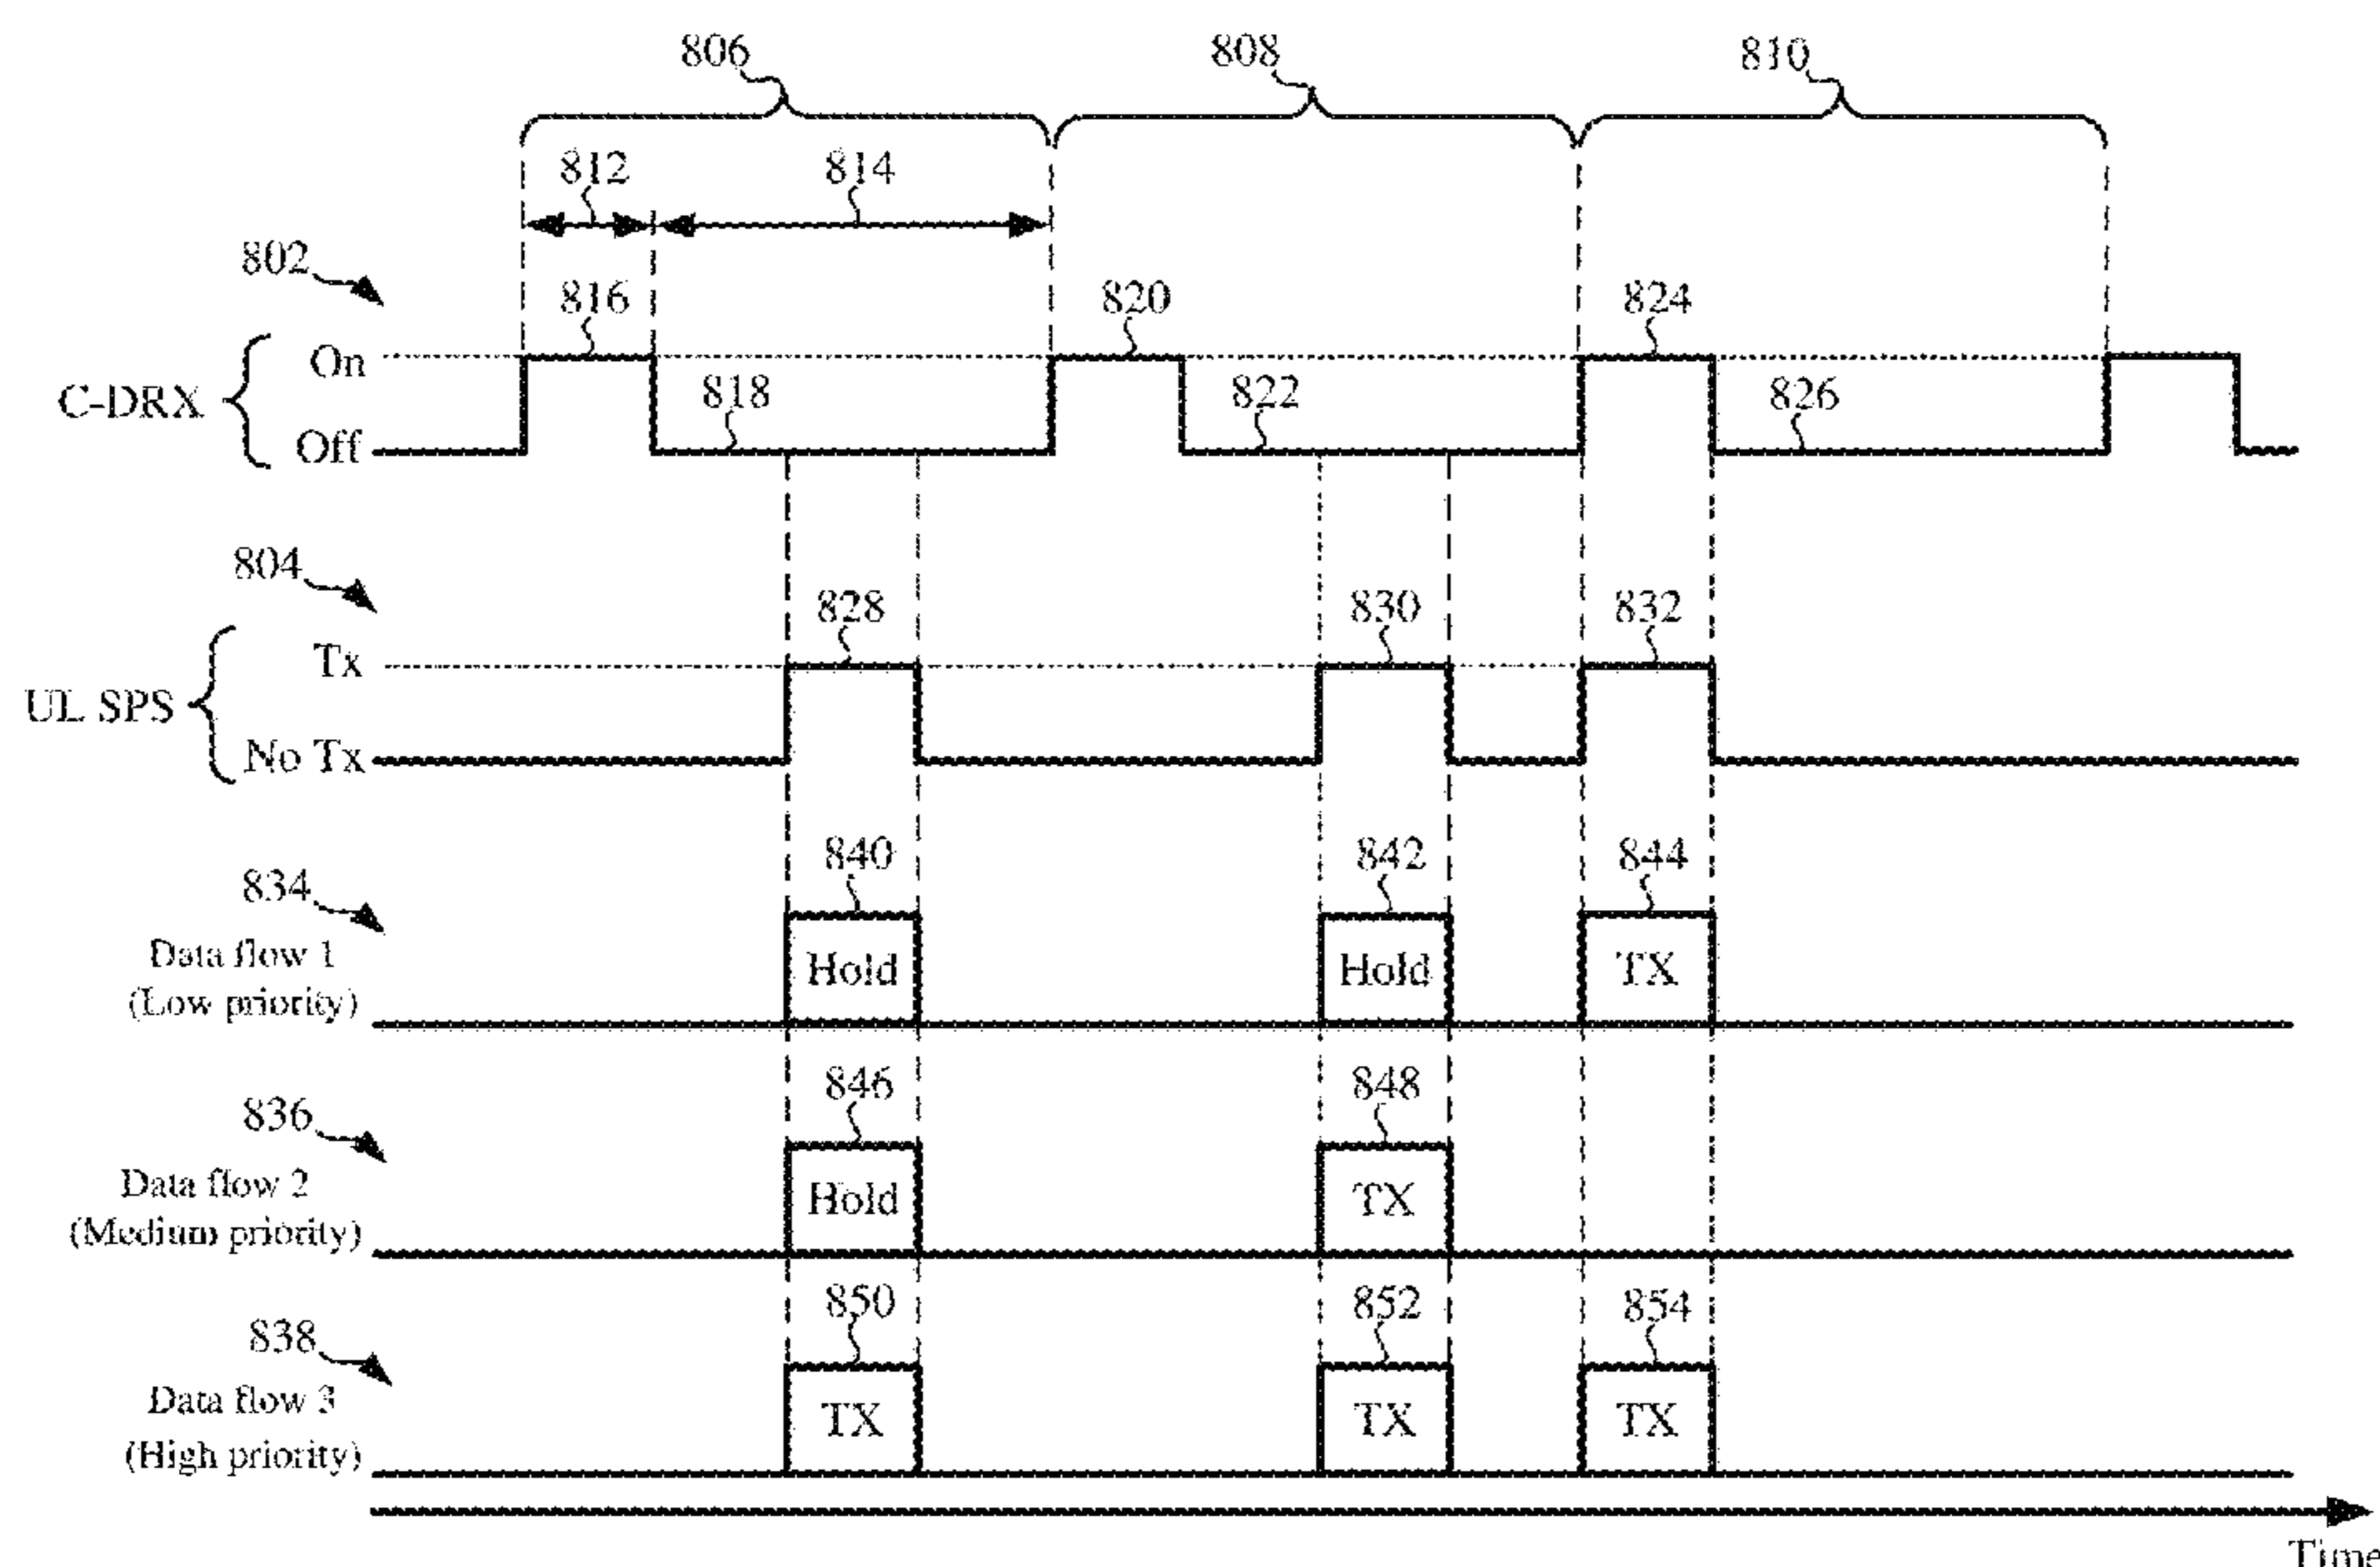 806 808 810
812 814
802
816 820 824
On
818 822 826
C-DRX
Off
804
828 830 832
Tx
UL SPS
No Tx
840 842 844
834
Data flow 1
(Low priority)
Hold Hold TX
846 848
836
Data flow 2
(Medium priority)
Hold TX
850 852 854
838
Data flow 3
(High priority)
TX TX TX
Time